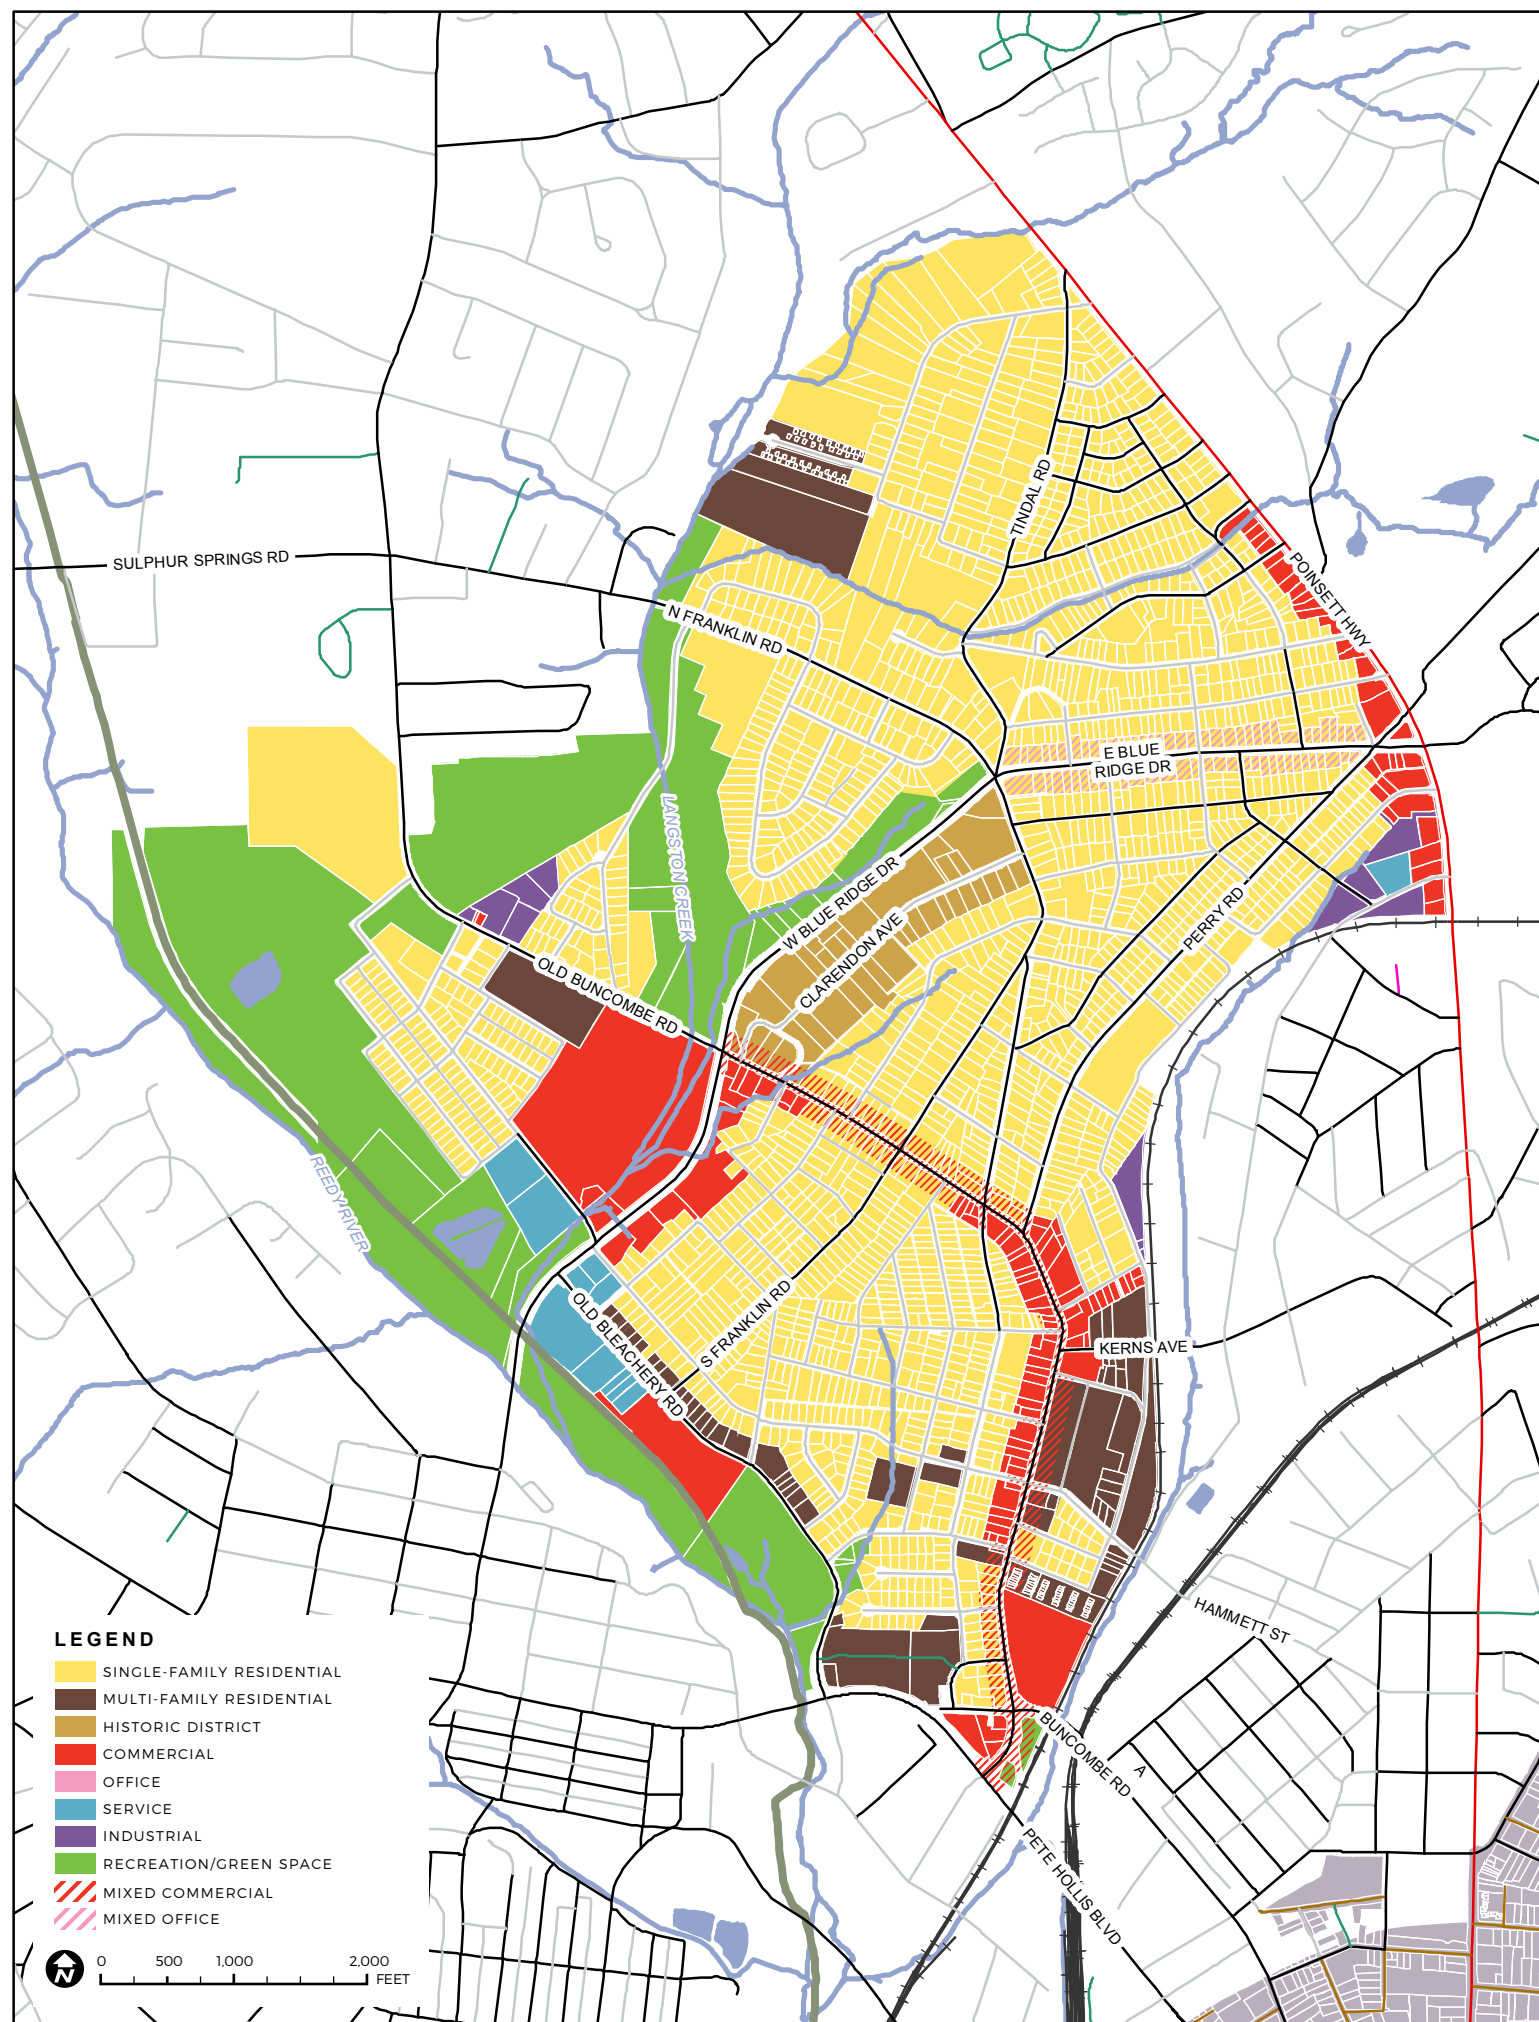 SULPHUR SPRINGS RD
TINDAL RD
POINSETT HWY
N FRANKLIN RD
E BLUE
RIDGE DR
LANGSTON CREEK
W BLUE RIDGE DR
CLARENDON AVE
PERRY RD
OLD BUNCOMBE RD
REEDY RIVER
OLD BLEACHERY RD
S FRANKLIN RD
KERNS AVE
HAMMETT ST
BUNCOMBE RD
A
PETE HOLLIS BLVD
LEGEND
SINGLE-FAMILY RESIDENTIAL
MULTI-FAMILY RESIDENTIAL
HISTORIC DISTRICT
COMMERCIAL
OFFICE
SERVICE
INDUSTRIAL
RECREATION/GREEN SPACE
MIXED COMMERCIAL
MIXED OFFICE
N
0 500 1,000 2,000
FEET